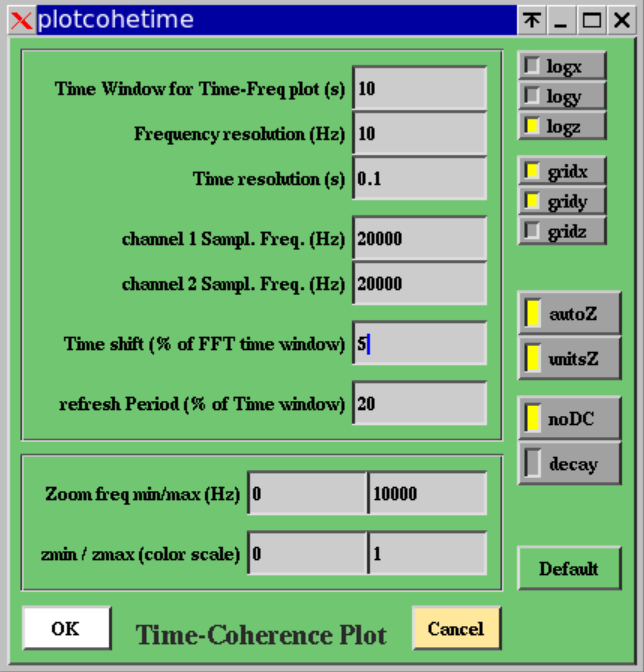 plotcohetime
Time Window for Time-Freq plot (s) 10
Frequency resolution (Hz) 10
Time resolution (s) 0.1
channel 1 Sampl. Freq. (Hz) 20000
channel 2 Sampl. Freq. (Hz) 20000
Time shift (% of FFT time window) 5
refresh Period (% of Time window) 20
Zoom freq min/max (Hz) 0 10000
zmin / zmax (color scale) 0 1
logx
logy
logz
gridx
gridy
gridz
autoZ
unitsZ
noDC
decay
Default
OK
Time-Coherence Plot
Cancel